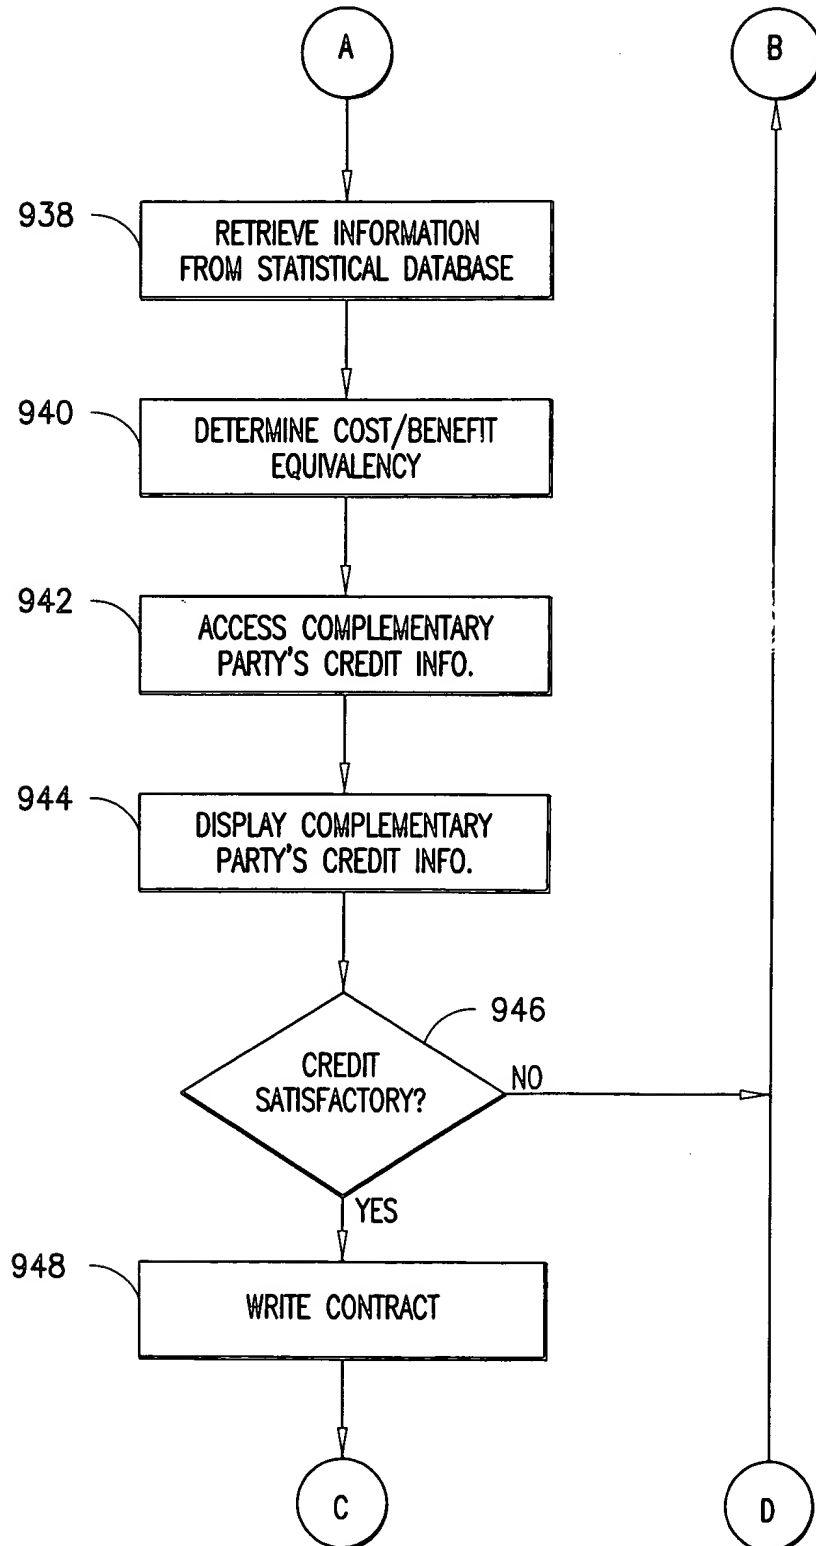 A
B
938
RETRIEVE INFORMATION
FROM STATISTICAL DATABASE
940
DETERMINE COST/BENEFIT
EQUIVALENCY
942
ACCESS COMPLEMENTARY
PARTY'S CREDIT INFO.
944
DISPLAY COMPLEMENTARY
PARTY'S CREDIT INFO.
946
CREDIT
SATISFACTORY?
NO
YES
948
WRITE CONTRACT
C
D